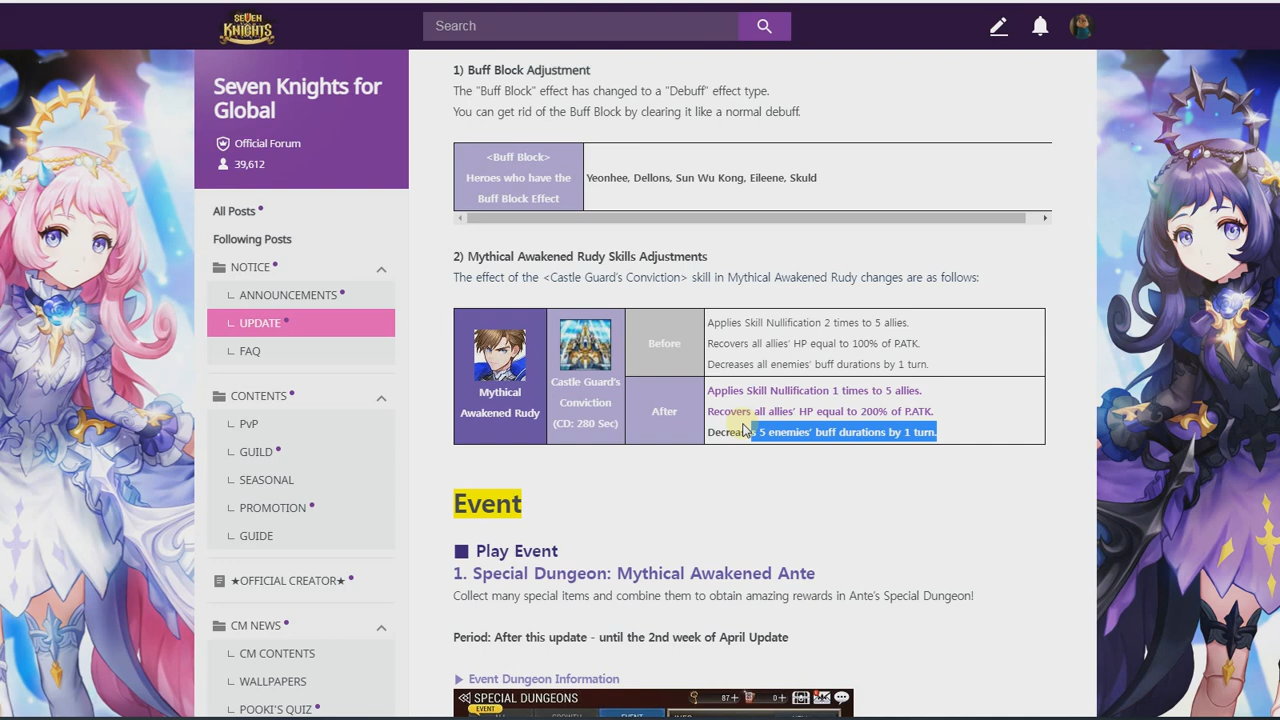 SEVEN
KNIGHTS
Search
Seven Knights for
Global
Official Forum
39,612
All Posts
Following Posts
NOTICE
ANNOUNCEMENTS
UPDATE
FAQ
CONTENTS
PvP
GUILD
SEASONAL
PROMOTION
GUIDE
★OFFICIAL CREATOR★
CM NEWS
CM CONTENTS
WALLPAPERS
POOKI'S QUIZ
1) Buff Block Adjustment
The "Buff Block" effect has changed to a "Debuff" effect type.
You can get rid of the Buff Block by clearing it like a normal debuff.
<Buff Block>
Heroes who have the
Buff Block Effect
Yeonhee, Dellons, Sun Wu Kong, Eileene, Skuld
2) Mythical Awakened Rudy Skills Adjustments
The effect of the <Castle Guard's Conviction> skill in Mythical Awakened Rudy changes are as follows:
Mythical
Awakened Rudy
Castle Guard's
Conviction
(CD: 280 Sec)
Before
Applies Skill Nullification 2 times to 5 allies.
Recovers all allies' HP equal to 100% of P.ATK.
Decreases all enemies' buff durations by 1 turn.
After
Applies Skill Nullification 1 times to 5 allies.
Recovers all allies' HP equal to 200% of P.ATK.
Decreases 5 enemies' buff durations by 1 turn.
Event
■ Play Event
1. Special Dungeon: Mythical Awakened Ante
Collect many special items and combine them to obtain amazing rewards in Ante's Special Dungeon!
Period: After this update - until the 2nd week of April Update
▶ Event Dungeon Information
SPECIAL DUNGEONS
87+
0+
EVENT